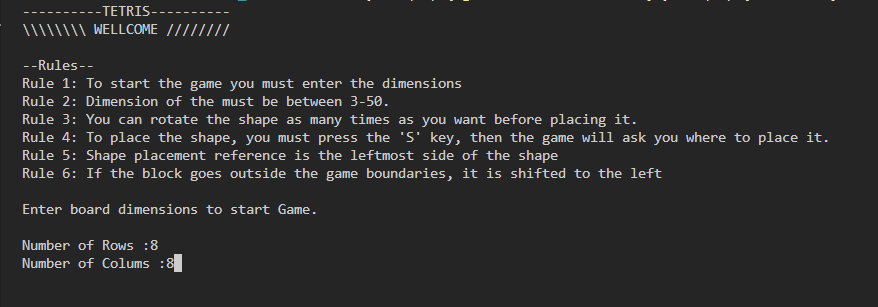 ----------TETRIS----------
\\\\\\\\ WELLCOME ////////
--Rules--
Rule 1: To start the game you must enter the dimensions
Rule 2: Dimension of the must be between 3-50.
Rule 3: You can rotate the shape as many times as you want before placing it.
Rule 4: To place the shape, you must press the 'S' key, then the game will ask you where to place it.
Rule 5: Shape placement reference is the leftmost side of the shape
Rule 6: If the block goes outside the game boundaries, it is shifted to the left
Enter board dimensions to start Game.
Number of Rows :8
Number of Colums :8